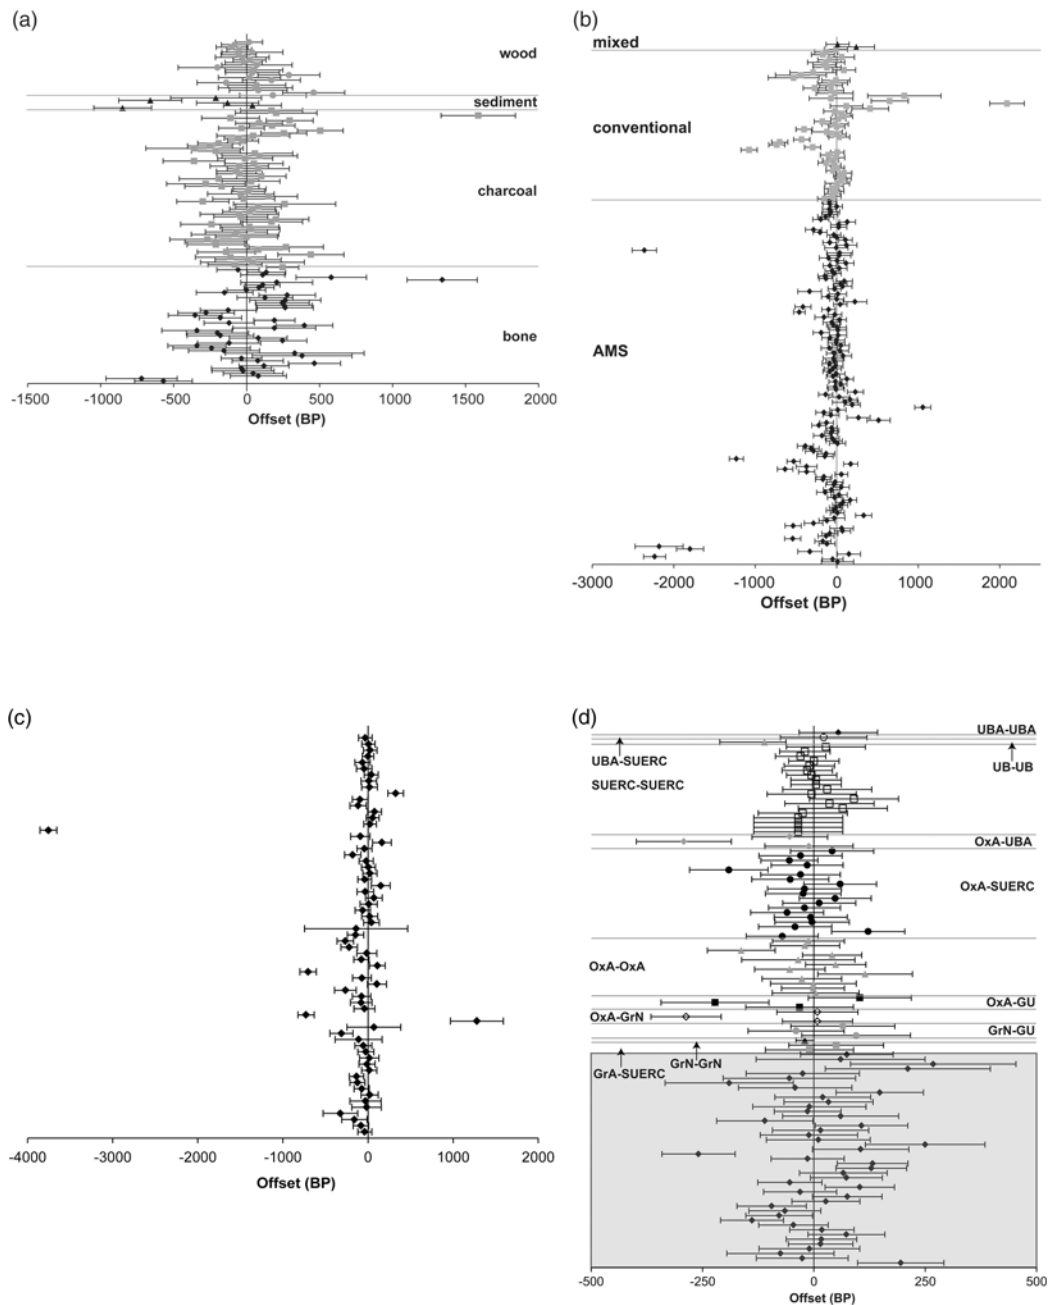 (a)
wood
sediment
charcoal
bone
-1500 -1000 -500 0 500 1000 1500 2000
Offset (BP)
(b)
mixed
conventional
AMS
-3000 -2000 -1000 0 1000 2000
Offset (BP)
(c)
-4000 -3000 -2000 -1000 0 1000 2000
Offset (BP)
(d)
UBA-UBA
UBA-SUERC
UB-UB
SUERC-SUERC
OxA-UBA
OxA-SUERC
OxA-OxA
OxA-GU
OxA-GrN
GrN-GU
GrN-GrN
GrA-SUERC
-500 -250 0 250 500
Offset (BP)